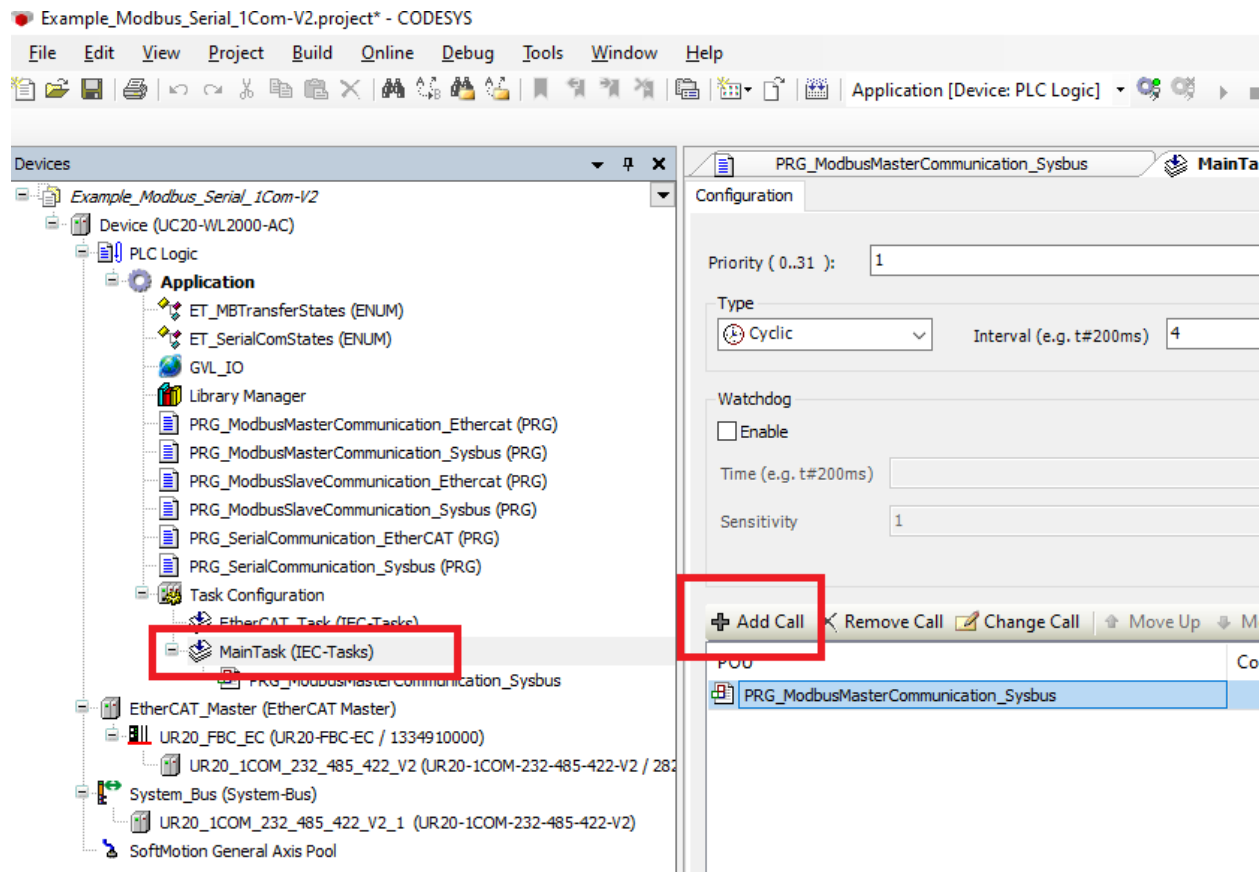 Example_Modbus_Serial_1Com-V2.project* - CODESYS
File Edit View Project Build Online Debug Tools Window Help
Application [Device: PLC Logic]
Devices
Example_Modbus_Serial_1Com-V2
Device (UC20-WL2000-AC)
PLC Logic
Application
ET_MBTransferStates (ENUM)
ET_SerialComStates (ENUM)
GVL_IO
Library Manager
PRG_ModbusMasterCommunication_Ethercat (PRG)
PRG_ModbusMasterCommunication_Sysbus (PRG)
PRG_ModbusSlaveCommunication_Ethercat (PRG)
PRG_ModbusSlaveCommunication_Sysbus (PRG)
PRG_SerialCommunication_EtherCAT (PRG)
PRG_SerialCommunication_Sysbus (PRG)
Task Configuration
EtherCAT_Task (IEC-Tasks)
MainTask (IEC-Tasks)
PRG_ModbusMasterCommunication_Sysbus
EtherCAT_Master (EtherCAT Master)
UR20_FBC_EC (UR20-FBC-EC / 1334910000)
UR20_1COM_232_485_422_V2 (UR20-1COM-232-485-422-V2 / 282
System_Bus (System-Bus)
UR20_1COM_232_485_422_V2_1 (UR20-1COM-232-485-422-V2)
SoftMotion General Axis Pool
PRG_ModbusMasterCommunication_Sysbus MainTa
Configuration
Priority ( 0..31 ): 1
Type
Cyclic Interval (e.g. t#200ms) 4
Watchdog
Enable
Time (e.g. t#200ms)
Sensitivity 1
Add Call Remove Call Change Call Move Up M
POU Co
PRG_ModbusMasterCommunication_Sysbus